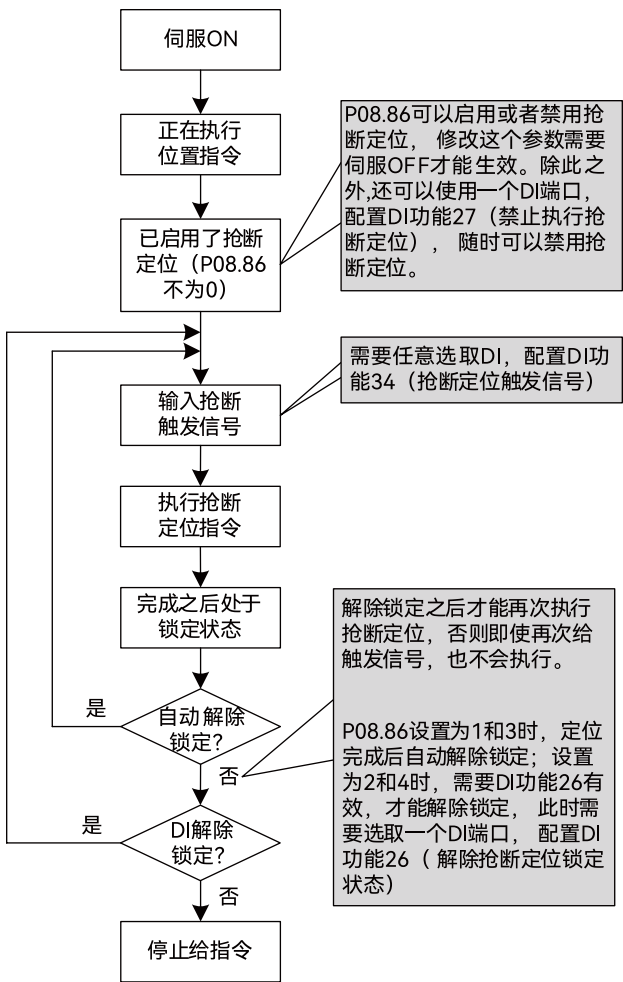 伺服ON
正在执行
位置指令
P08.86可以启用或者禁用抢
断定位， 修改这个参数需要
伺服OFF才能生效。除此之
外,还可以使用一个DI端口，
配置DI功能27（禁止执行抢
断定位）， 随时可以禁用抢
断定位。
已启用了抢断
定位（P08.86
不为0）
需要任意选取DI，配置DI功
能34（抢断定位触发信号）
输入抢断
触发信号
执行抢断
定位指令
完成之后处于
锁定状态
解除锁定之后才能再次执行
抢断定位，否则即使再次给
触发信号，也不会执行。
P08.86设置为1和3时，定位
完成后自动解除锁定；设置
为2和4时，需要DI功能26有
效，才能解除锁定， 此时需
要选取一个DI端口， 配置DI
功能26（ 解除抢断定位锁定
状态）
是
自动解除
锁定?
否
是
DI解除
锁定?
否
停止给指令